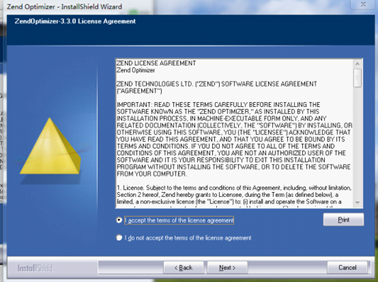 Zend Optimizer - InstallShield Wizard
ZendOptimizer-3.3.0 License Agreement
ZEND LICENSE AGREEMENT
Zend Optimizer
ZEND TECHNOLOGIES LTD. ("ZEND") SOFTWARE LICENSE AGREEMENT
("AGREEMENT")
IMPORTANT: READ THESE TERMS CAREFULLY BEFORE INSTALLING THE
SOFTWARE KNOWN AS THE "ZEND OPTIMIZER," AS INSTALLED BY THIS
INSTALLATION PROCESS, IN MACHINE-EXECUTABLE FORM ONLY, AND ANY
RELATED DOCUMENTATION (COLLECTIVELY, THE "SOFTWARE") BY INSTALLING, OR
OTHERWISE USING THIS SOFTWARE, YOU (THE "LICENSEE") ACKNOWLEDGE THAT
YOU HAVE READ THIS AGREEMENT, AND THAT YOU AGREE TO BE BOUND BY ITS
TERMS AND CONDITIONS. IF YOU DO NOT AGREE TO ALL OF THE TERMS AND
CONDITIONS OF THIS AGREEMENT, YOU ARE NOT AN AUTHORIZED USER OF THE
SOFTWARE AND IT IS YOUR RESPONSIBILITY TO EXIT THIS INSTALLATION
PROGRAM WITHOUT INSTALLING THE SOFTWARE, OR TO DELETE THE SOFTWARE
FROM YOUR COMPUTER.
1. License. Subject to the terms and conditions of this Agreement, including, without limitation,
Section 2 hereof, Zend hereby grants to Licensee, during the Term (as defined below), a
limited, a non-exclusive license (the "License") to: (i) install and operate the Software on a
I accept the terms of the license agreement
Print
I do not accept the terms of the license agreement
InstallShield
< Back
Next >
Cancel